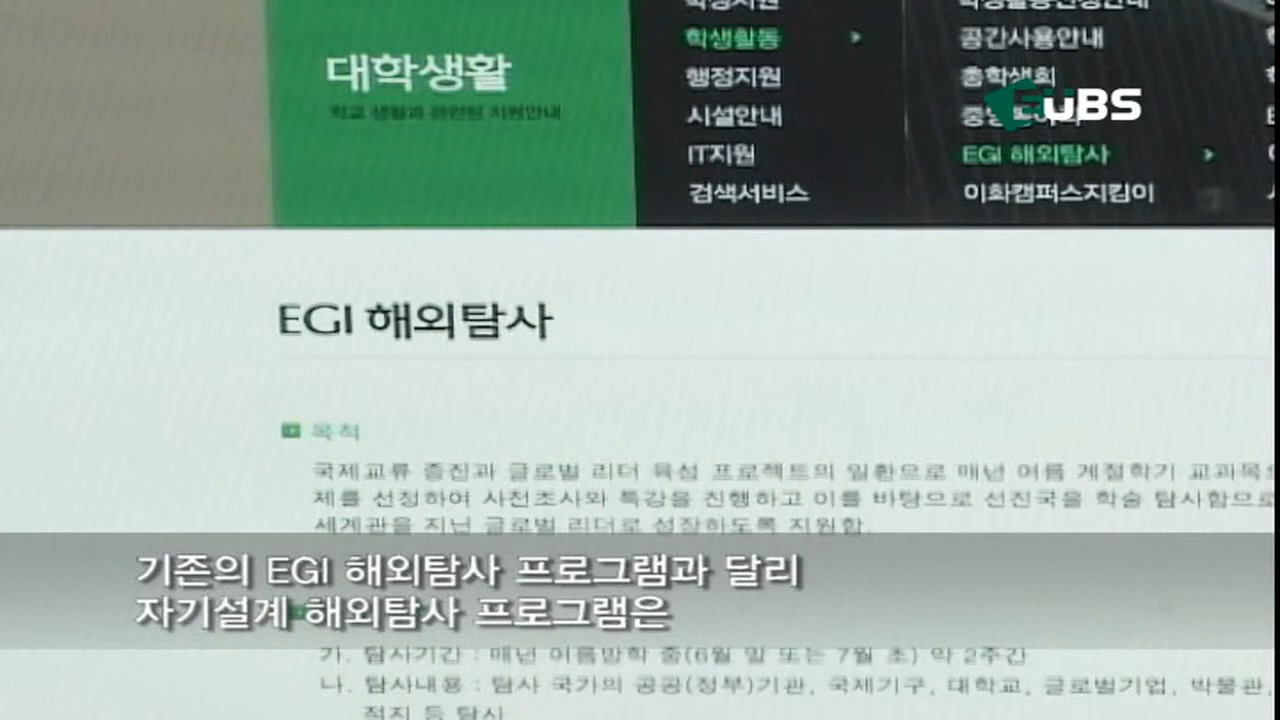 학생지원
학생활동
행정지원
시설안내
IT지원
검색서비스
공간사용안내
총학생회
EGI 해외탐사
이화캠퍼스지킴이
대학생활
학교 생활과 관련된 지원안내
EUBS
EGI 해외탐사
목적
국제교류 증진과 글로벌 리더 육성 프로젝트의 일환으로 매년 여름 계절학기 교과목
제를 선정하여 사전조사와 특강을 진행하고 이를 바탕으로 선진국을 학술 탐사함으로
세계관을 지닌 글로벌 리더로 성장하도록 지원함.
기존의 EGI 해외탐사 프로그램과 달리
자기설계 해외탐사 프로그램은
가. 탐사기간 : 매년 여름방학 중(6월 말 또는 7월 초) 약 2주간
나. 탐사내용 : 탐사 국가의 공공(정부)기관, 국제기구, 대학교, 글로벌기업, 박물관,
적지 등 탐사